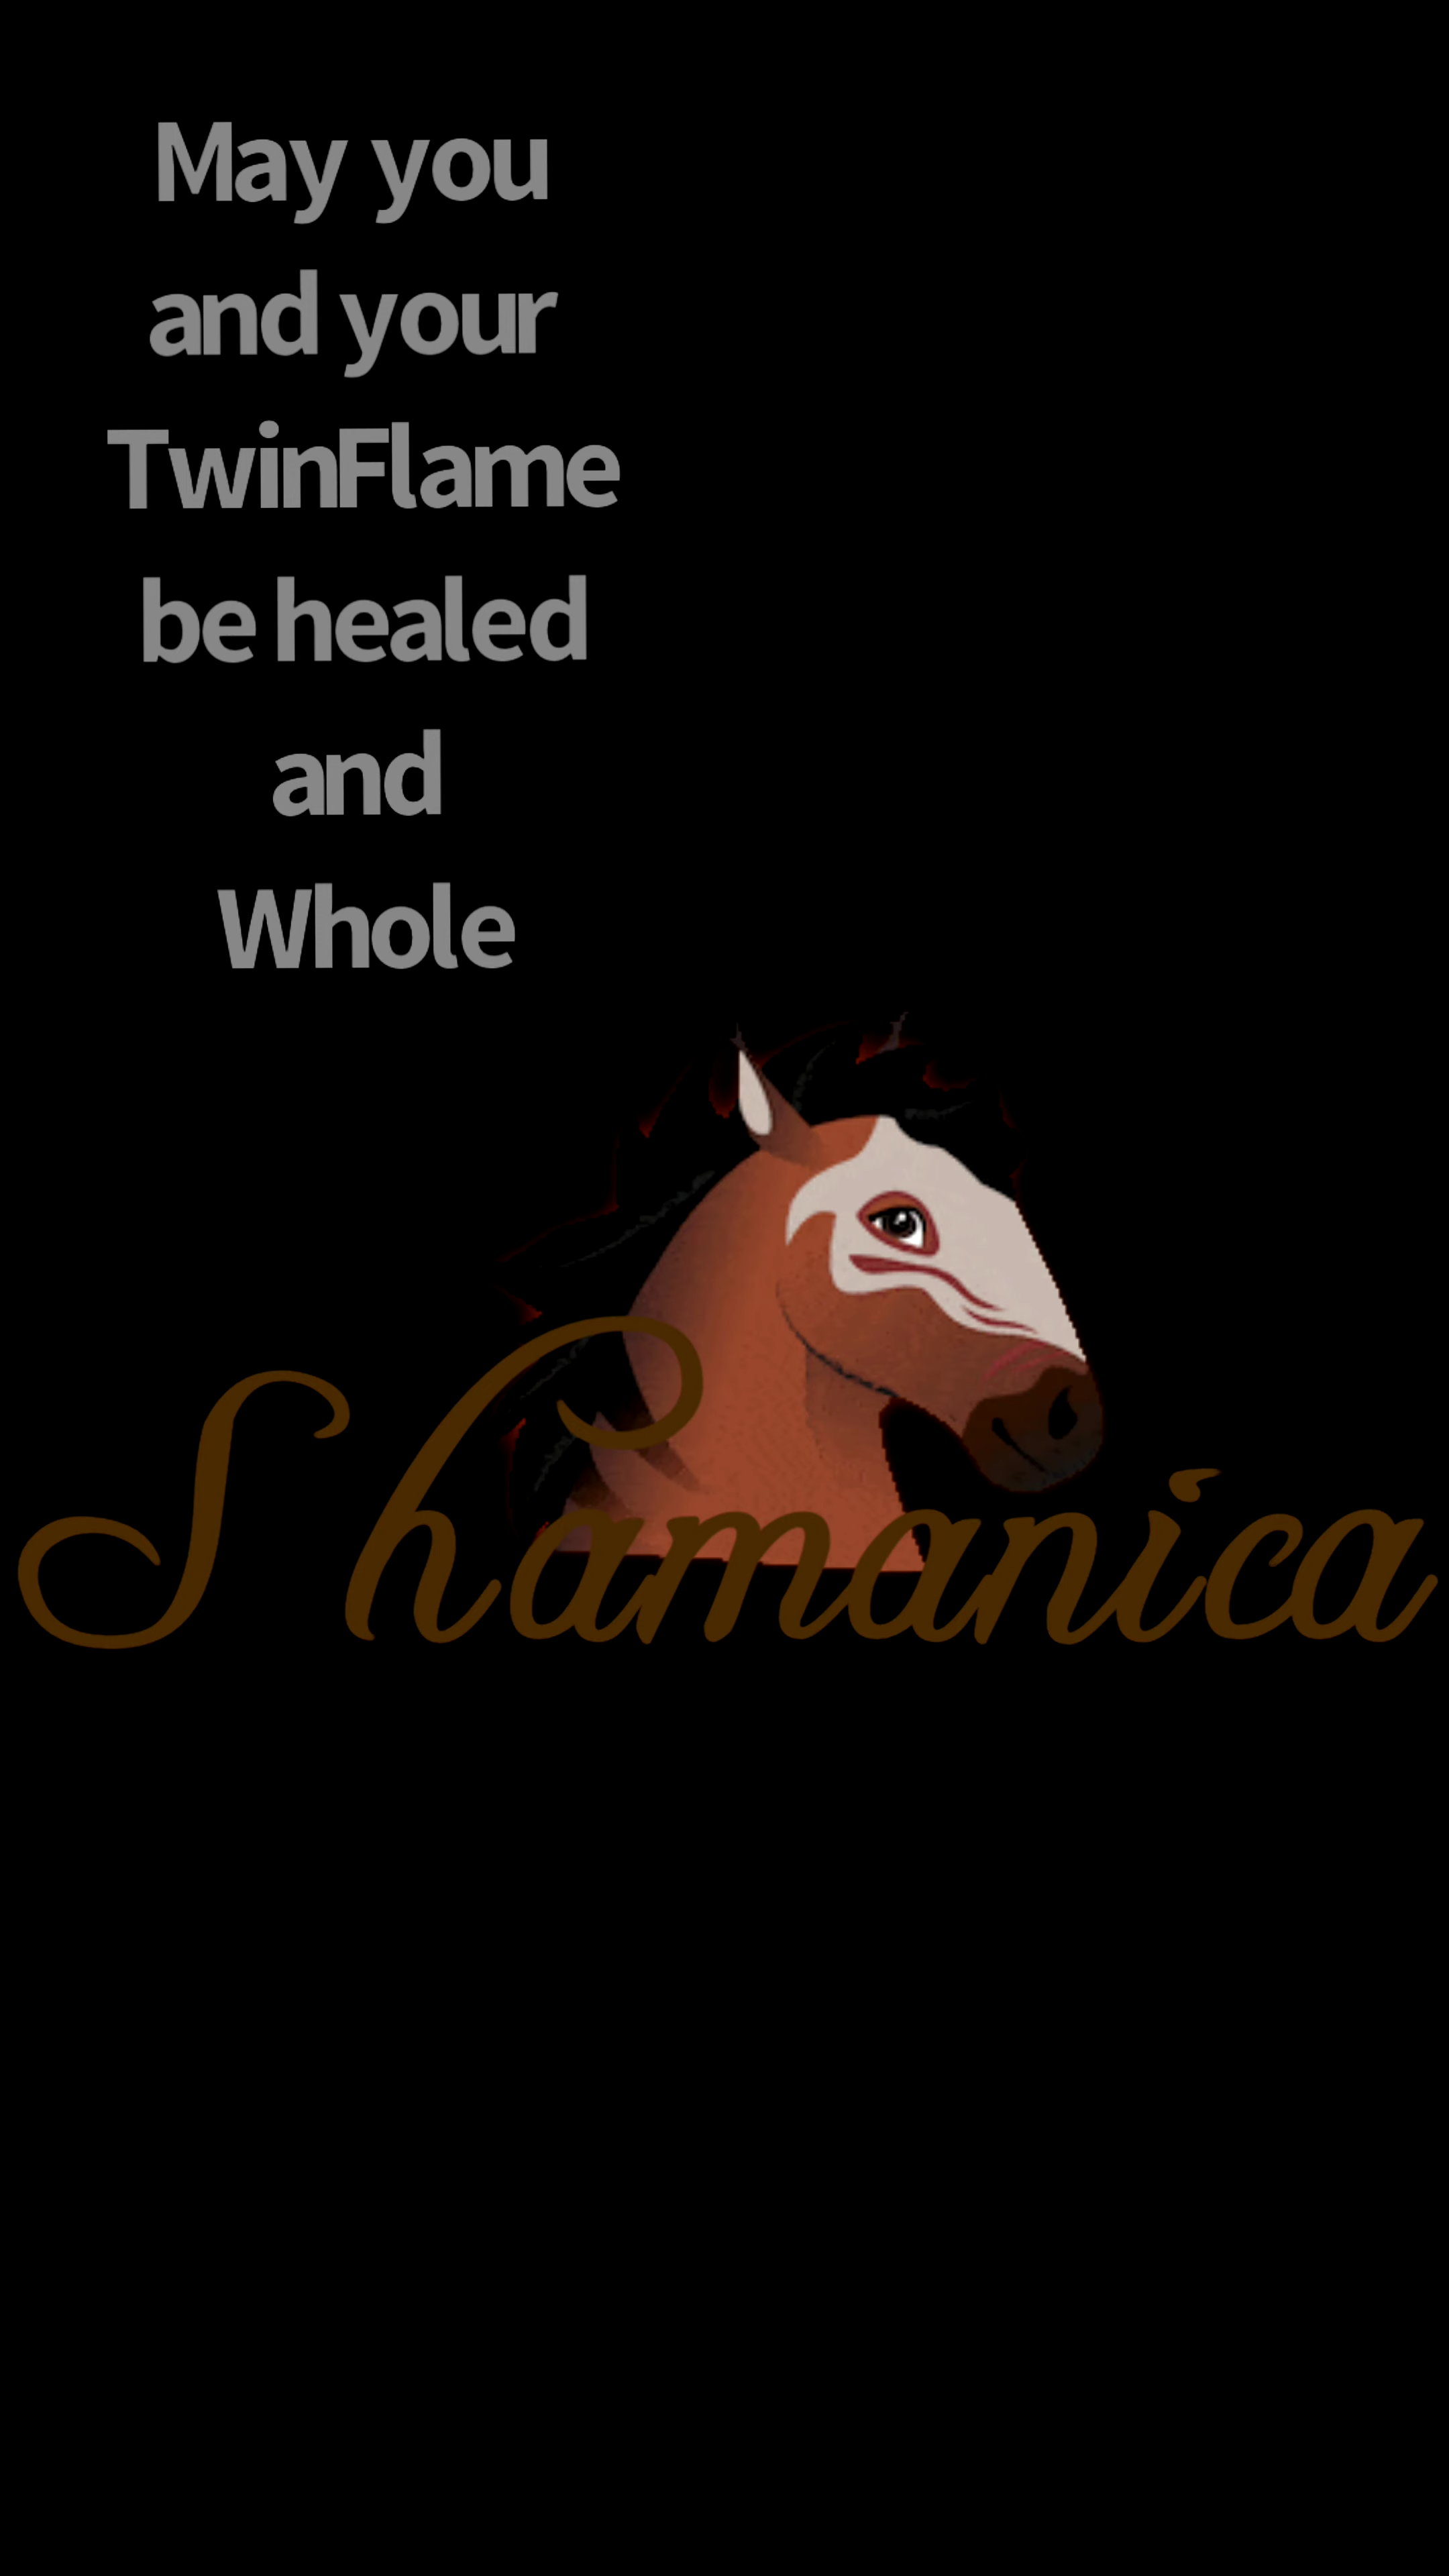 May you
and your
TwinFlame
be healed
and
Whole
Shamanica